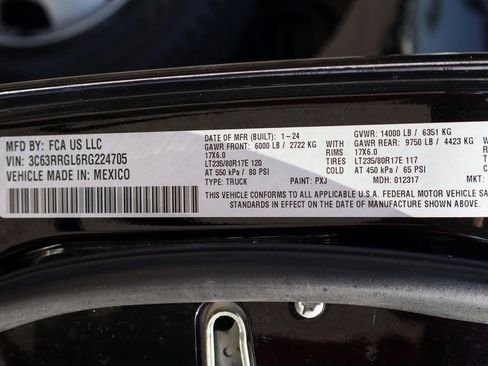 MFD BY: FCA US LLC
VIN: 3C63RRGL6RG224705
VEHICLE MADE IN: MEXICO
DATE OF MFR (BUILT): 1-24 GVWR: 14000 LB / 6351 KG
GAWR FRONT: 6000 LB / 2722 KG GAWR REAR: 9750 LB / 4423 KG
17X6.0 17X6.0
LT235/80R17E 120 LT235/80R17E 117
AT 550 kPa / 80 PSI COLD AT 450 kPa / 65 PSI COLD
TYPE: TRUCK PAINT: PXJ MDH: 012317 MKT:
THIS VEHICLE CONFORMS TO ALL APPLICABLE U.S.A. FEDERAL MOTOR VEHICLE
STANDARDS IN EFFECT ON THE DATE OF MANUFACTURE SHOWN ABOVE.